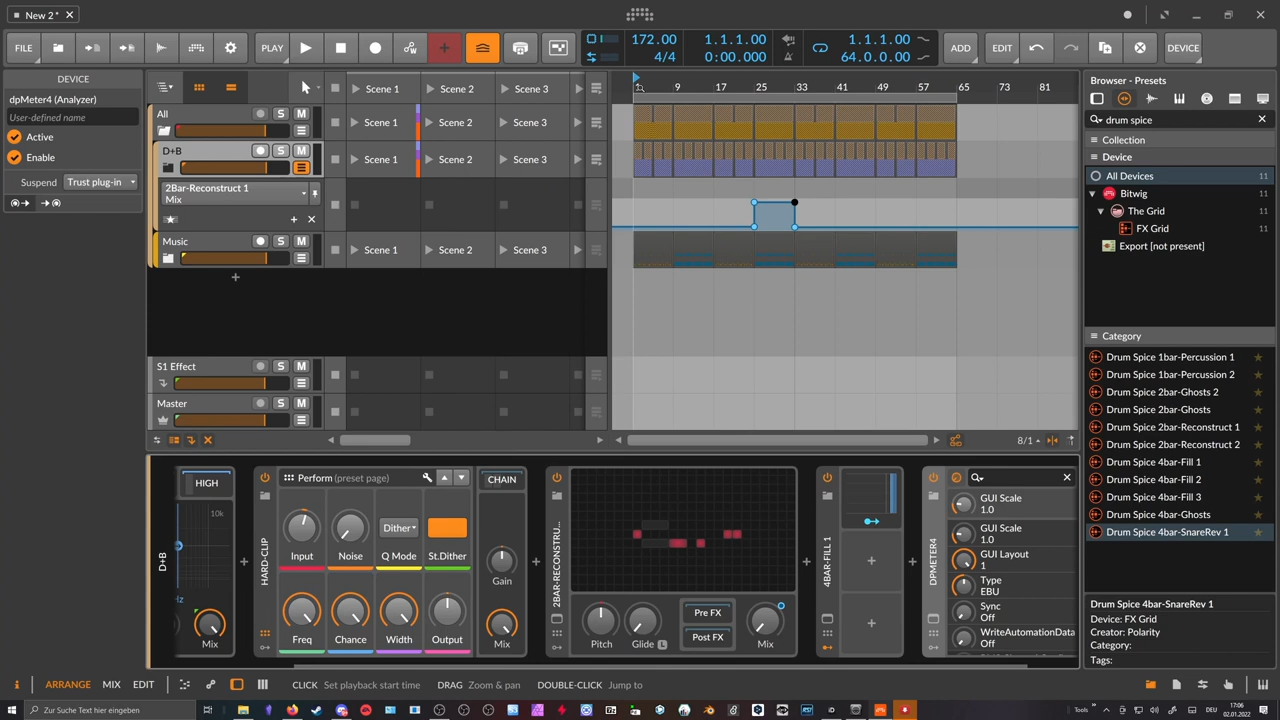 New 2 *
FILE
PLAY
172.00
4/4
1.1.1.00
0:00.000
1.1.1.00
64.0.0.00
ADD
EDIT
DEVICE
DEVICE
dpMeter4 (Analyzer)
User-defined name
Active
Enable
Suspend
Trust plug-in
Scene 1
Scene 2
Scene 3
9
17
25
33
41
49
57
65
73
81
All
S
M
Scene 1
Scene 2
Scene 3
D+B
S
M
Scene 1
Scene 2
Scene 3
2Bar-Reconstruct 1
Mix
Music
S
M
Scene 1
Scene 2
Scene 3
S1 Effect
S
M
Master
S
M
8/1
Browser - Presets
drum spice
Collection
Device
All Devices 11
Bitwig 11
The Grid 11
FX Grid 11
Export [not present]
Category
Drum Spice 1bar-Percussion 1
Drum Spice 1bar-Percussion 2
Drum Spice 2bar-Ghosts 2
Drum Spice 2bar-Ghosts
Drum Spice 2bar-Reconstruct 1
Drum Spice 2bar-Reconstruct 2
Drum Spice 4bar-Fill 1
Drum Spice 4bar-Fill 2
Drum Spice 4bar-Fill 3
Drum Spice 4bar-Ghosts
Drum Spice 4bar-SnareRev 1
Drum Spice 4bar-SnareRev 1
Device: FX Grid
Creator: Polarity
Category:
Tags:
D+B
HIGH
10k
Hz
Mix
HARD-CLIP
Perform (preset page)
Input
Noise
Dither
Q Mode
St.Dither
Freq
Chance
Width
Output
CHAIN
Gain
Mix
2BAR-RECONSTRU...
Pitch
Glide
L
Pre FX
Post FX
Mix
4BAR-FILL 1
DPMETER4
GUI Scale
1.0
GUI Scale
1.0
GUI Layout
1
Type
EBU
Sync
Off
WriteAutomationData
Off
ARRANGE
MIX
EDIT
CLICK Set playback start time
DRAG Zoom & pan
DOUBLE-CLICK Jump to
Zur Suche Text hier eingeben
Tools
DEU
17:06
02.01.2022